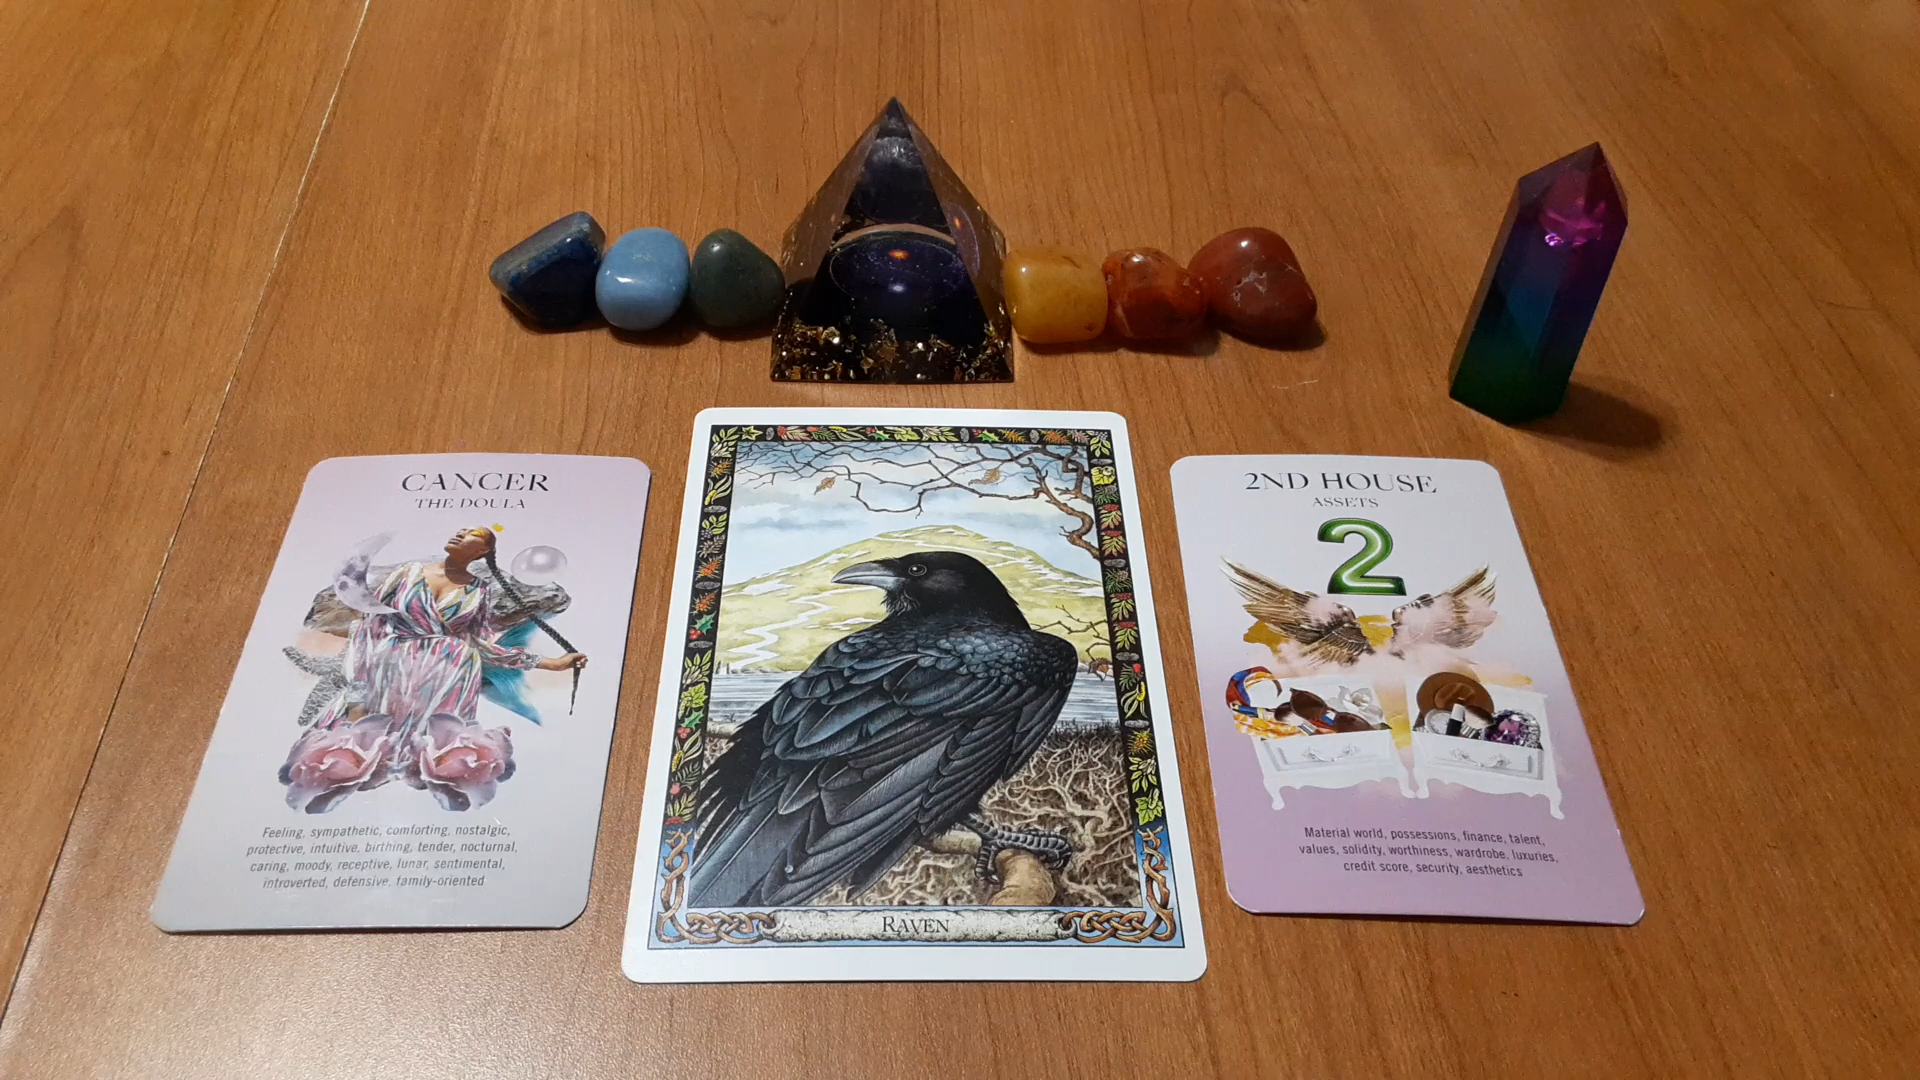 CANCER
THE DOULA
Feeling, sympathetic, comforting, nostalgic,
protective, intuitive, birthing, tender, nocturnal,
caring, moody, receptive, lunar, sentimental,
introverted, defensive, family-oriented
RAVEN
2ND HOUSE
ASSETS
2
Material world, possessions, finance, talent,
values, solidity, worthiness, wardrobe, luxuries,
credit score, security, aesthetics